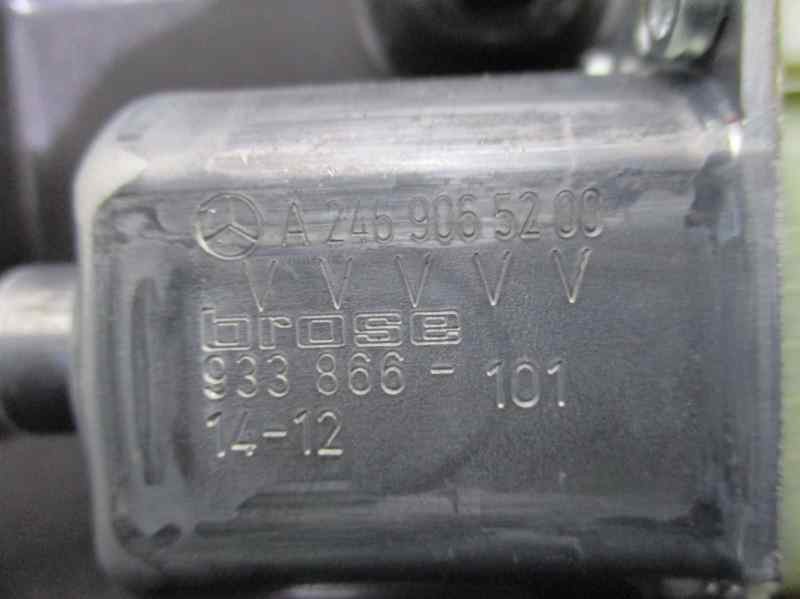 A 246 906 52 00
V V V V V
brose
933 866-101
14-12